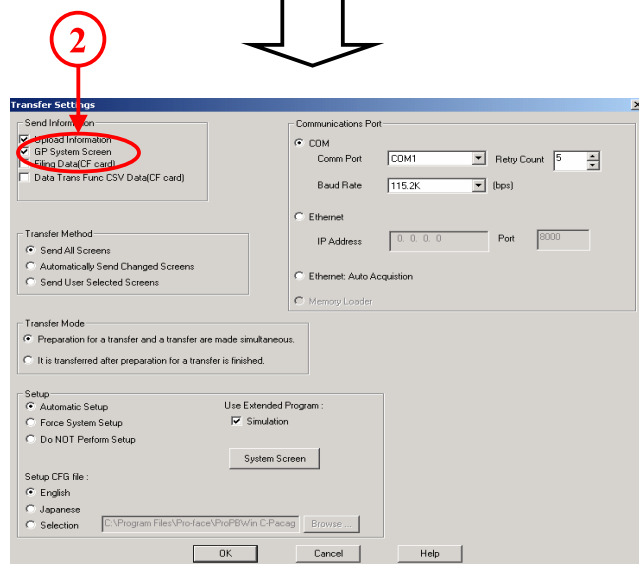 2
Transfer Settings
Send Information
Upload Information
GP System Screen
Filing Data(CF card)
Data Trans Func CSV Data(CF card)
Communications Port
COM
Comm Port COM1 Retry Count 5
Baud Rate 115.2K (bps)
Ethernet
IP Address 0. 0. 0. 0 Port 8000
Ethernet: Auto Acquistion
Memory Loader
Transfer Method
Send All Screens
Automatically Send Changed Screens
Send User Selected Screens
Transfer Mode
Preparation for a transfer and a transfer are made simultaneous.
It is transferred after preparation for a transfer is finished.
Setup
Automatic Setup
Force System Setup
Do NOT Perform Setup
Use Extended Program :
Simulation
System Screen
Setup CFG file :
English
Japanese
Selection C:\Program Files\Pro-face\ProPBWin C-Pacag Browse ...
OK Cancel Help